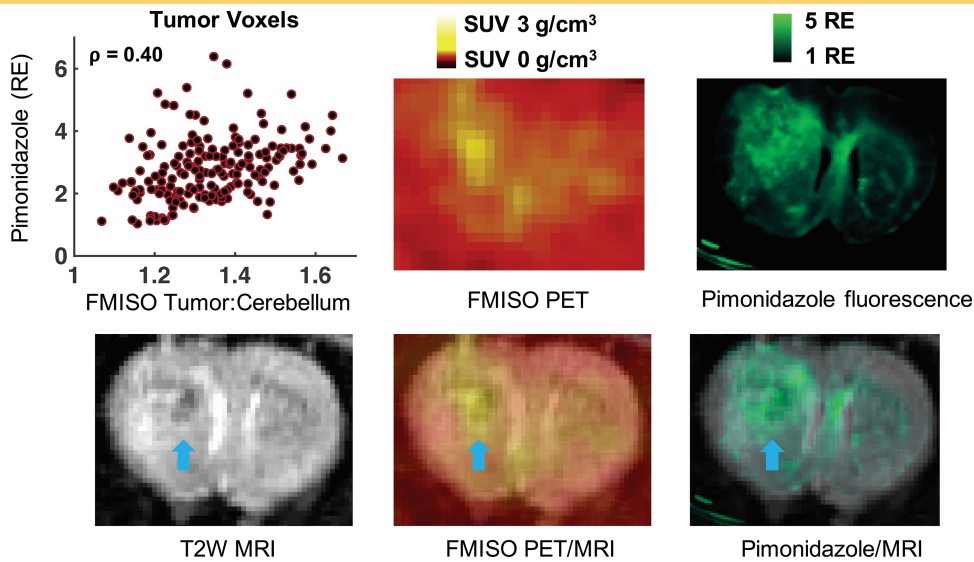 Tumor Voxels
ρ = 0.40
Pimonidazole (RE)
6
4
2
0
1
1.2
1.4
1.6
FMISO Tumor:Cerebellum
SUV 3 g/cm³
SUV 0 g/cm³
FMISO PET
5 RE
1 RE
Pimonidazole fluorescence
T2W MRI
FMISO PET/MRI
Pimonidazole/MRI